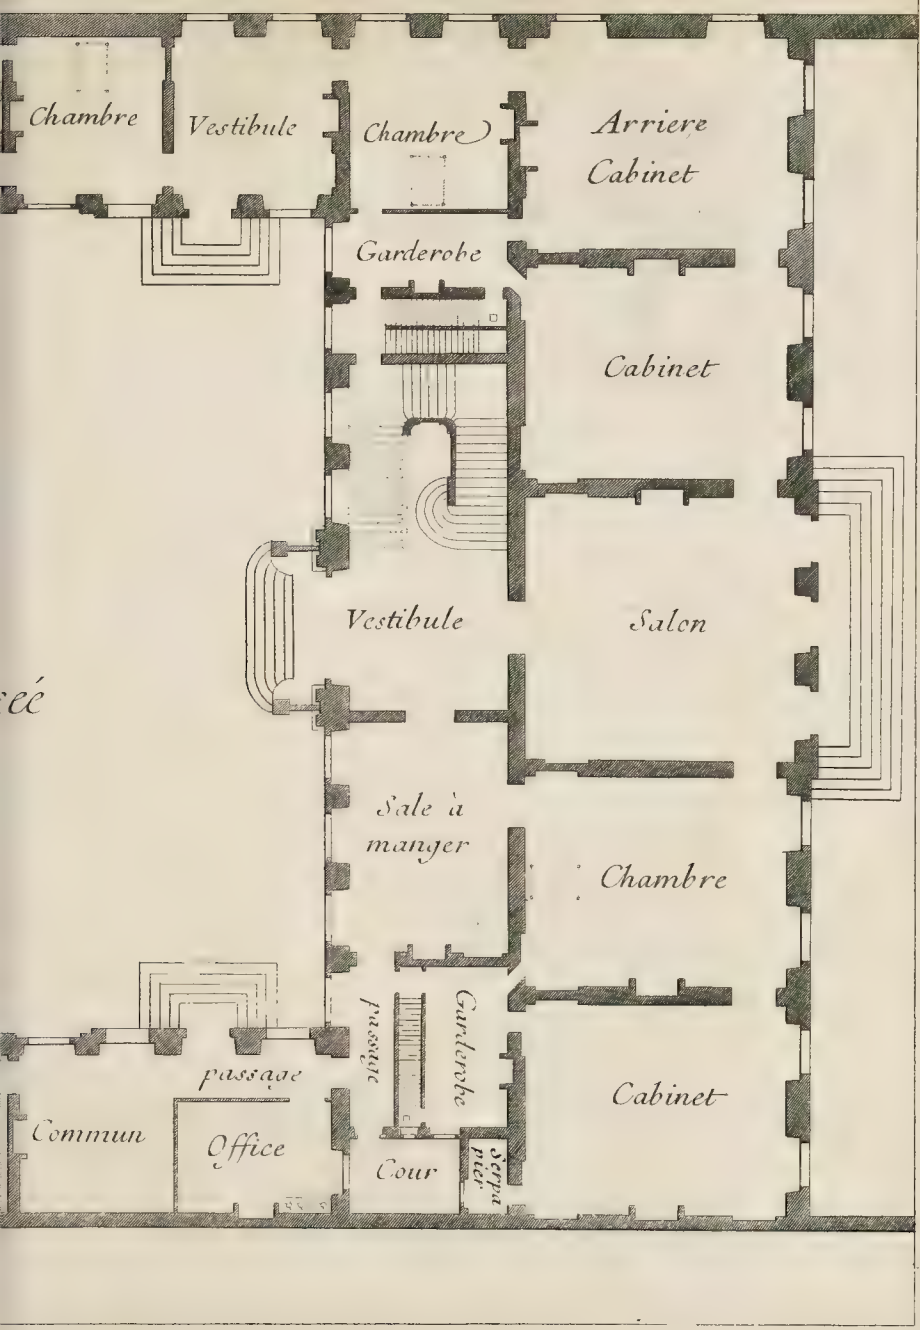 Chambre
Vestibule
Chambre
Arriere
Cabinet
Garderobe
Cabinet
Vestibule
Salon
eé
Sale à
manger
Chambre
passage
Garderobe
passage
Cabinet
Commun
Office
Cour
Serpa
pier